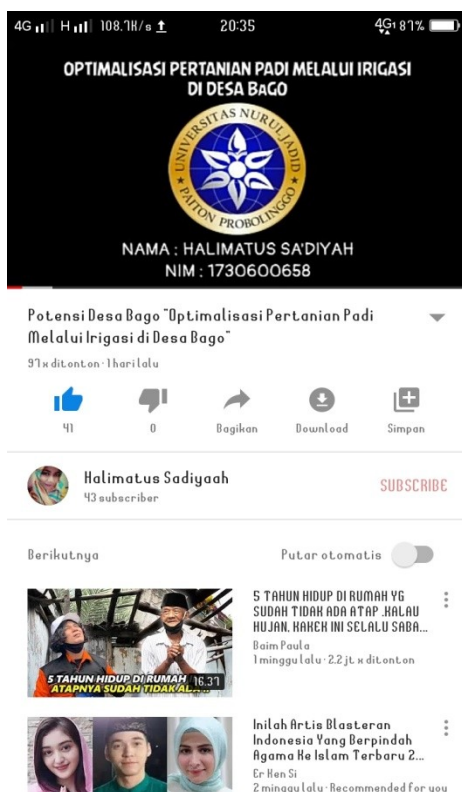 4G H 108.7K/s 20:35 4G 87%
OPTIMALISASI PERTANIAN PADI MELALUI IRIGASI
DI DESA BAGO
UNIVERSITAS NURUL JADID
PAITON PROBOLINGGO
NAMA : HALIMATUS SA'DIYAH
NIM : 1730600658
Potensi Desa Bago "Optimalisasi Pertanian Padi
Melalui Irigasi di Desa Bago"
97 x ditonton · 1 hari lalu
41 0 Bagikan Download Simpan
Halimatus Sadiyaah
43 subscriber
SUBSCRIBE
Berikutnya Putar otomatis
5 TAHUN HIDUP DI RUMAH YG
SUDAH TIDAK ADA ATAP .KALAU
HUJAN, KAKEK INI SELALU SABA...
Baim Paula
1 minggu lalu · 2.2 jt x ditonton
5 TAHUN HIDUP DI RUMAH
ATAPNYA SUDAH TIDAK ADA
16.37
Inilah Artis Blasteran
Indonesia Yang Berpindah
Agama Ke Islam Terbaru 2...
Er Ken Si
2 minggu lalu · Recommended for you